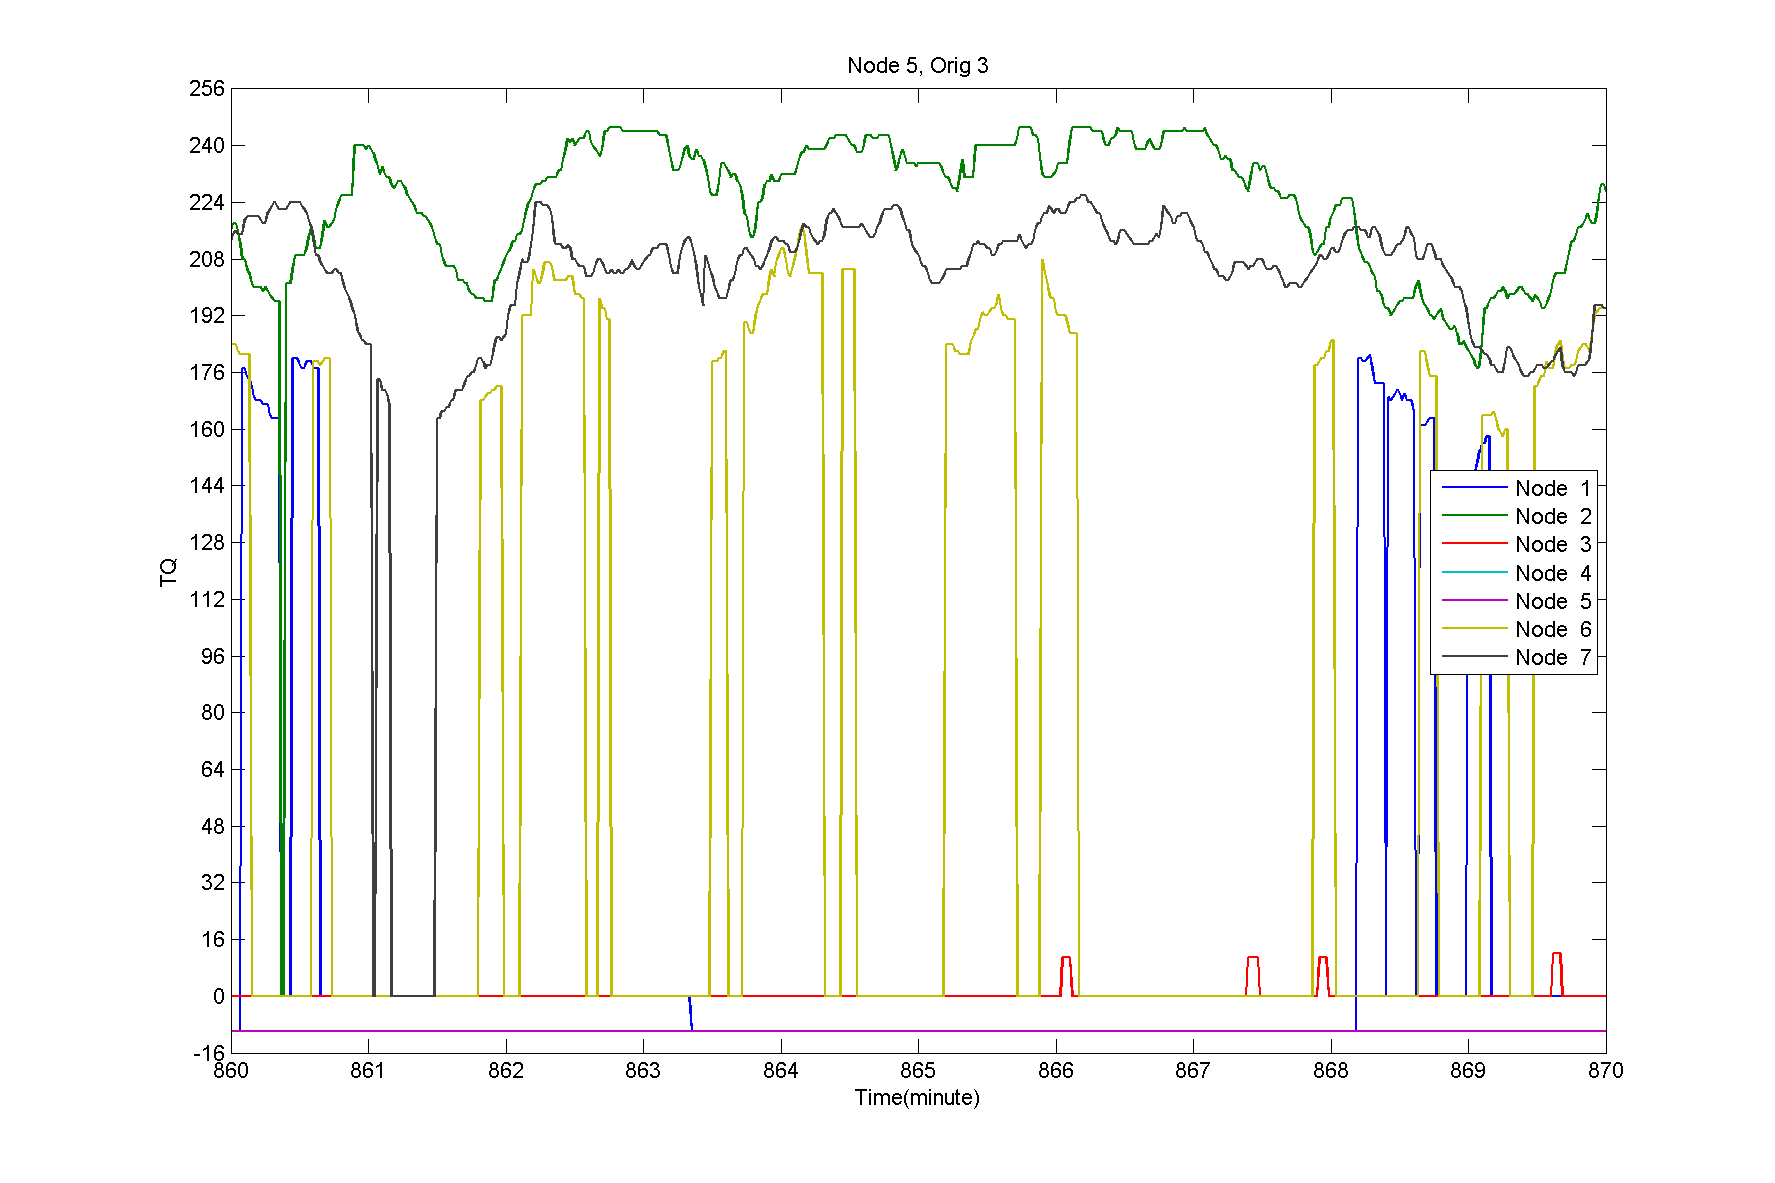 Node 5, Orig 3
256
240
224
208
192
176
160
144
128
112
96
80
64
48
32
16
0
-16
TQ
860 861 862 863 864 865 866 867 868 869 870
Time(minute)
Node 1
Node 2
Node 3
Node 4
Node 5
Node 6
Node 7